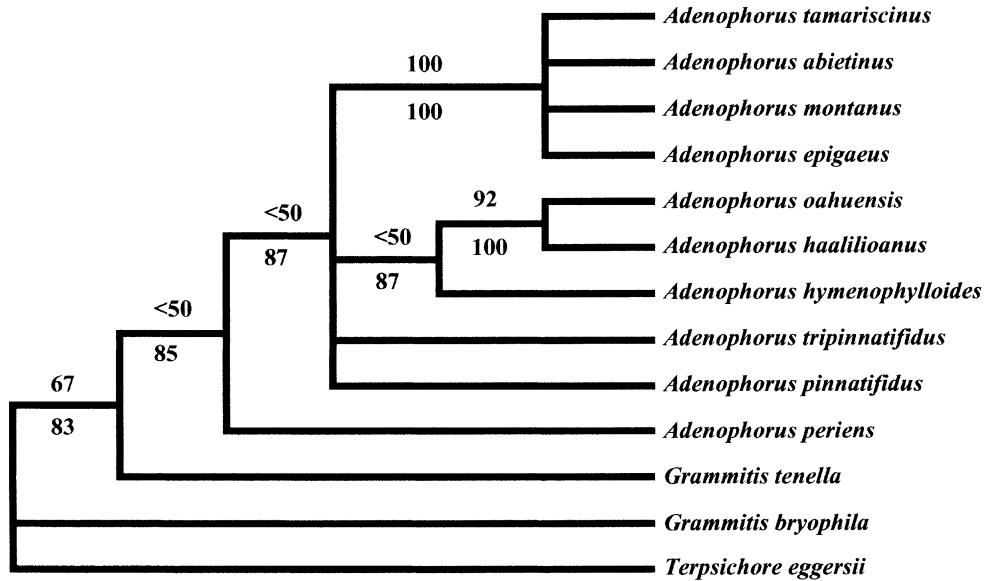 Adenophorus tamariscinus
Adenophorus abietinus
100
100
Adenophorus montanus
Adenophorus epigaeus
92
Adenophorus oahuensis
<50
<50
100
Adenophorus haalilioanus
87
87
Adenophorus hymenophylloides
<50
Adenophorus tripinnatifidus
85
67
Adenophorus pinnatifidus
83
Adenophorus periens
Grammitis tenella
Grammitis bryophila
Terpsichore eggersii